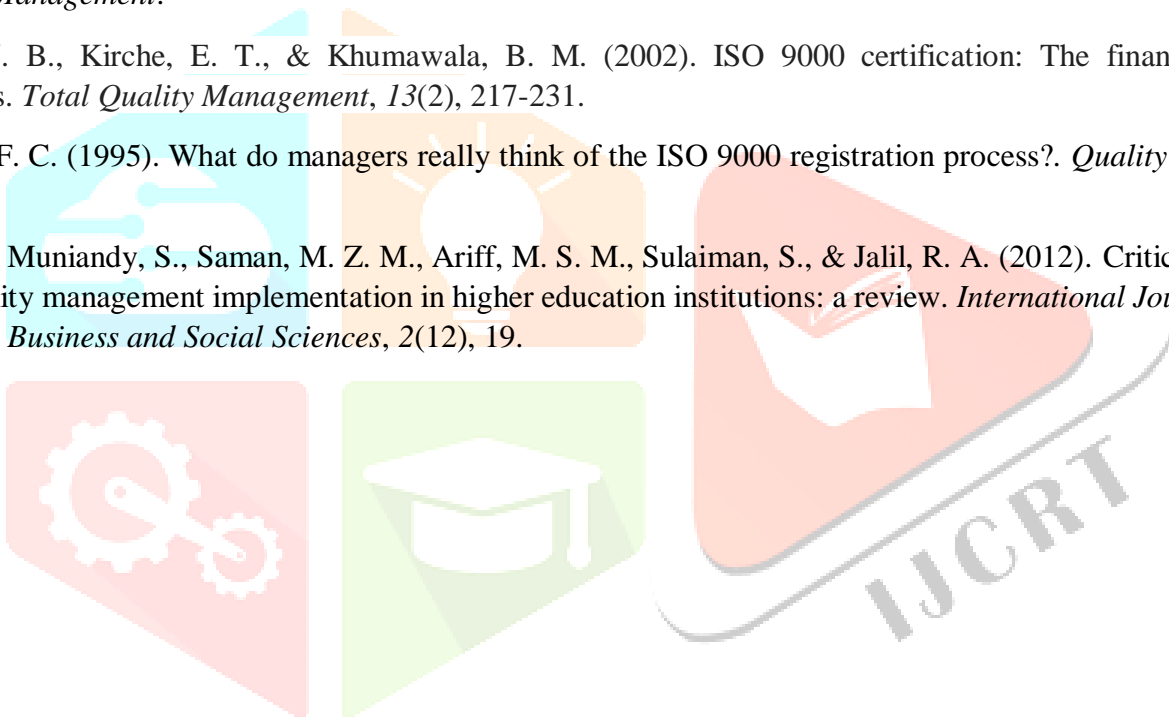 Management.
. B., Kirche, E. T., & Khumawala, B. M. (2002). ISO 9000 certification: The finan
s. Total Quality Management, 13(2), 217-231.
F. C. (1995). What do managers really think of the ISO 9000 registration process?. Quality
Muniandy, S., Saman, M. Z. M., Ariff, M. S. M., Sulaiman, S., & Jalil, R. A. (2012). Critic
ity management implementation in higher education institutions: a review. International Jou
Business and Social Sciences, 2(12), 19.
IJCRT